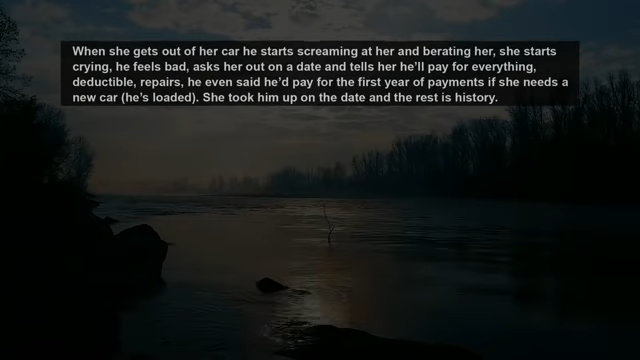 When she gets out of her car he starts screaming at her and berating her, she starts
crying, he feels bad, asks her out on a date and tells her he'll pay for everything,
deductible, repairs, he even said he'd pay for the first year of payments if she needs a
new car (he's loaded). She took him up on the date and the rest is history.